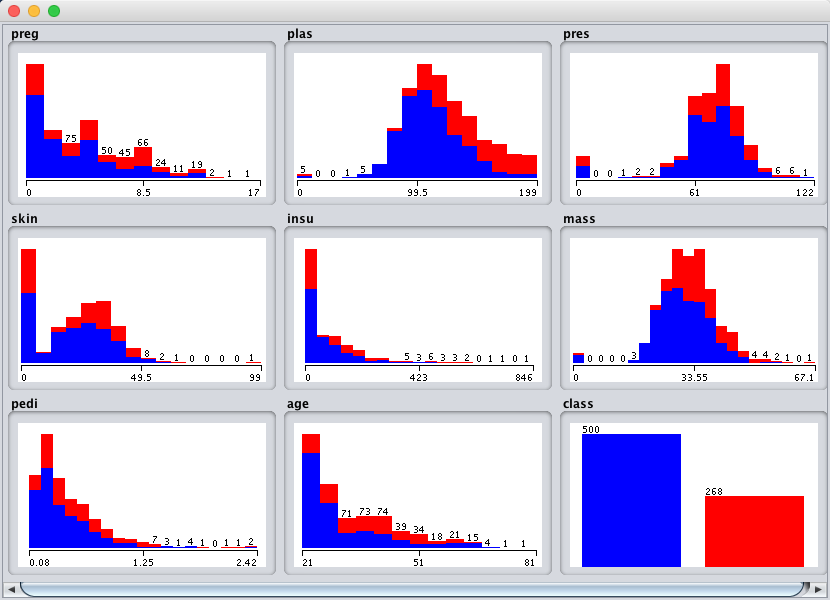 preg plas pres
75 50 45 66 24 11 19 2 1 1
0 8.5 17
5 0 0 1 5
0 99.5 199
0 0 1 2 2 6 6 1
0 61 122
skin insu mass
8 2 1 0 0 0 0 1
0 49.5 99
5 3 6 3 3 2 0 1 1 0 1
0 423 846
0 0 0 0 3 4 4 2 1 0 1
0 33.55 67.1
pedi age class
7 3 1 4 1 0 1 1 2
0.08 1.25 2.42
71 73 74 39 34 18 21 15 4 1 1
21 51 81
500
268